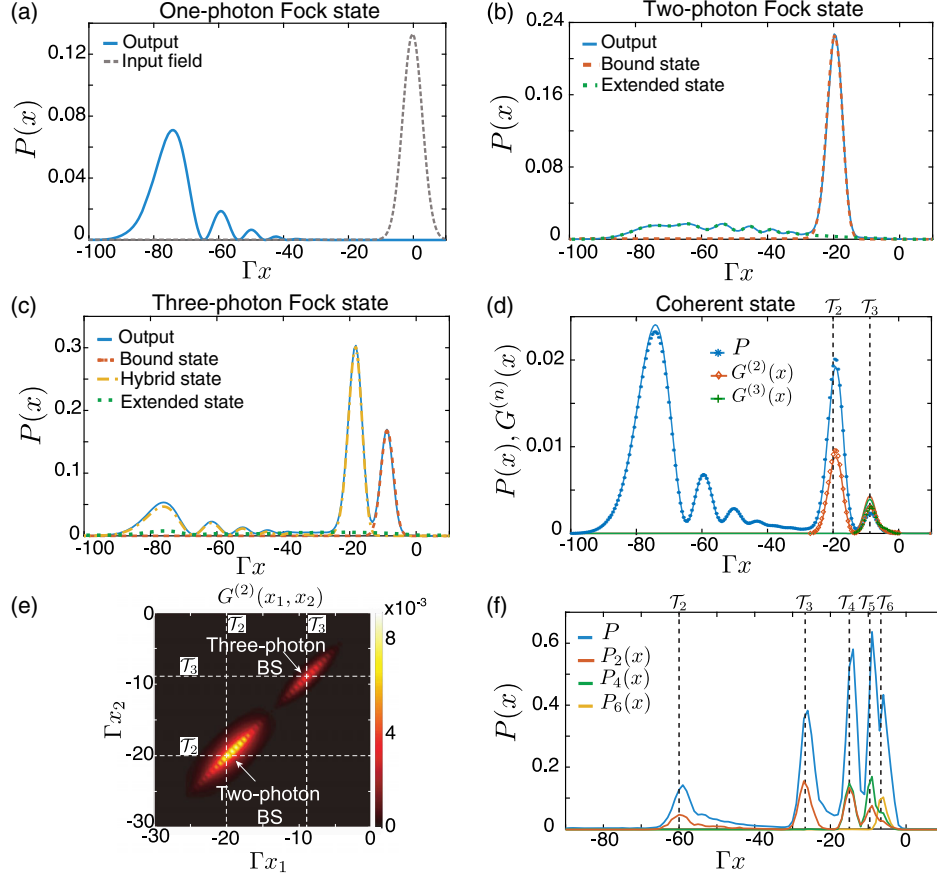 (a) One-photon Fock state
0.12
0.08
0.04
0
P(x)
Output
Input field
-100 -80 -60 -40 -20 0
Γx
(b) Two-photon Fock state
0.24
0.16
0.08
0
P(x)
Output
Bound state
Extended state
-100 -80 -60 -40 -20 0
Γx
(c) Three-photon Fock state
0.3
0.2
0.1
0
P(x)
Output
Bound state
Hybrid state
Extended state
-100 -80 -60 -40 -20 0
Γx
(d) Coherent state
𝒯₂ 𝒯₃
0.02
0.01
0
P(x), G⁽ⁿ⁾(x)
P
G⁽²⁾(x)
G⁽³⁾(x)
-100 -80 -60 -40 -20 0
Γx
(e) G⁽²⁾(x₁, x₂)
0
-10
-20
-30
Γx₂
𝒯₂ 𝒯₃
𝒯₃
𝒯₂
Three-photon
BS
Two-photon
BS
-30 -20 -10 0
Γx₁
x10⁻³
8
4
0
(f)
𝒯₂ 𝒯₃ 𝒯₄ 𝒯₅ 𝒯₆
0.6
0.4
0.2
0
P(x)
P
P₂(x)
P₄(x)
P₆(x)
-80 -60 -40 -20 0
Γx